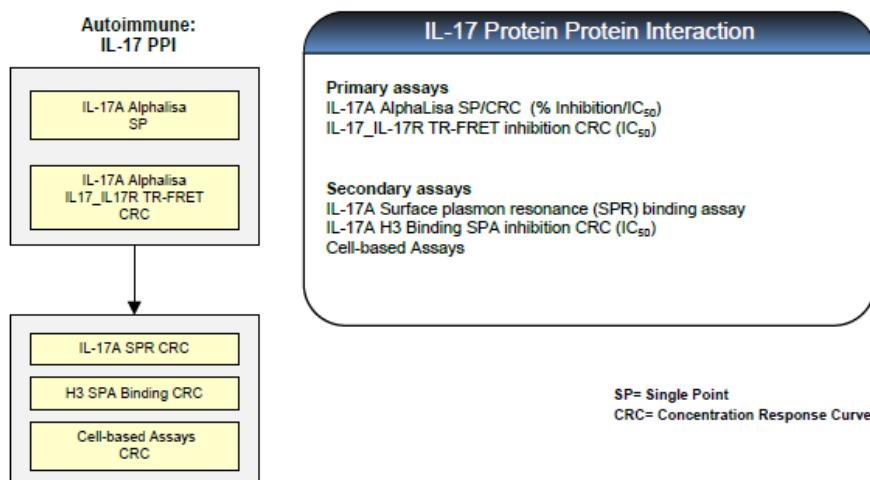 Autoimmune:
IL-17 PPI
IL-17A Alphalisa
SP
IL-17A Alphalisa
IL17_IL17R TR-FRET
CRC
IL-17A SPR CRC
H3 SPA Binding CRC
Cell-based Assays
CRC
IL-17 Protein Protein Interaction
Primary assays
IL-17A AlphaLisa SP/CRC (% Inhibition/IC₅₀)
IL-17_IL-17R TR-FRET inhibition CRC (IC₅₀)
Secondary assays
IL-17A Surface plasmon resonance (SPR) binding assay
IL-17A H3 Binding SPA inhibition CRC (IC₅₀)
Cell-based Assays
SP= Single Point
CRC= Concentration Response Curve